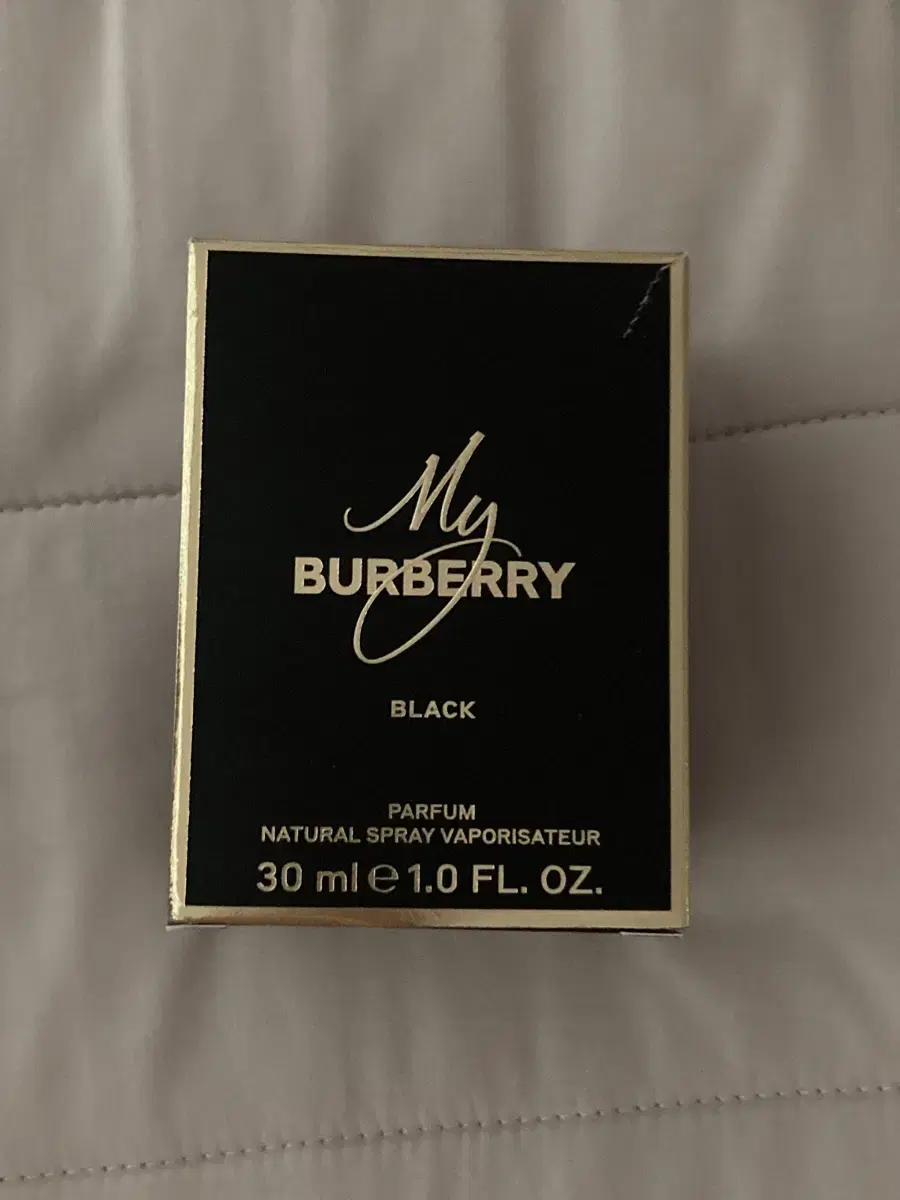 My
BURBERRY
BLACK
PARFUM
NATURAL SPRAY VAPORISATEUR
30 ml ℮ 1.0 FL. OZ.